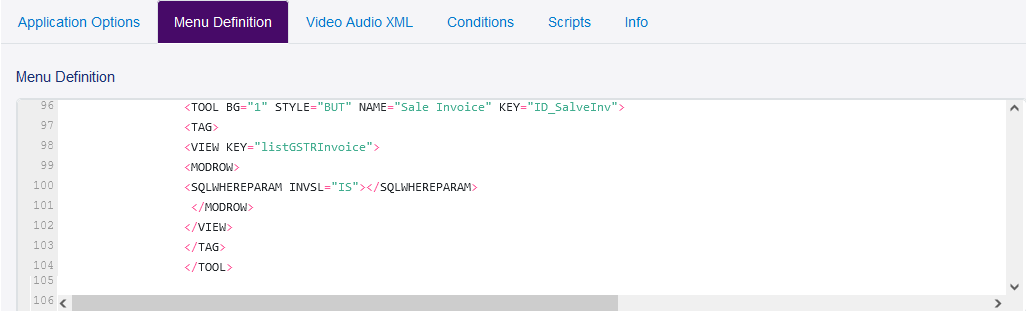 Application Options Menu Definition Video Audio XML Conditions Scripts Info
Menu Definition
96 <TOOL BG="1" STYLE="BUT" NAME="Sale Invoice" KEY="ID_SalveInv">
97 <TAG>
98 <VIEW KEY="listGSTRInvoice">
99 <MODROW>
100 <SQLWHEREPARAM INVSL="IS"></SQLWHEREPARAM>
101 </MODROW>
102 </VIEW>
103 </TAG>
104 </TOOL>
105
106